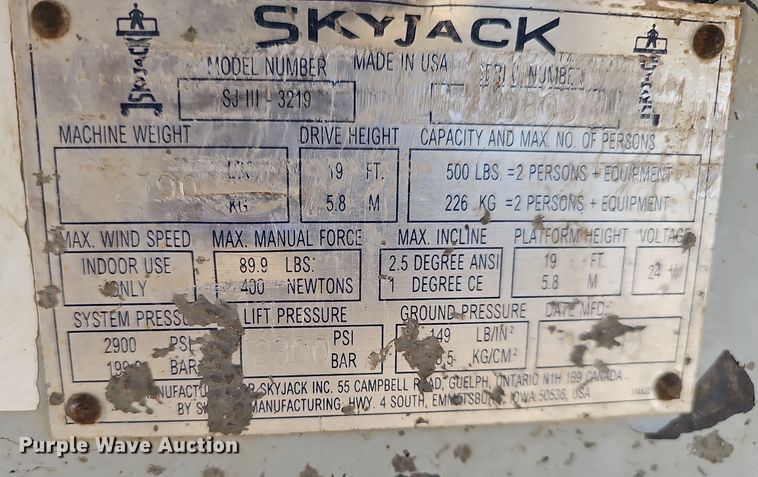 SKYJACK
SKYJACK
MODEL NUMBER
MADE IN USA
NUMBER
SJ III - 3219
MACHINE WEIGHT
DRIVE HEIGHT
CAPACITY AND MAX. NO. OF PERSONS
KG
19 FT.
5.8 M
500 LBS. =2 PERSONS + EQUIPMENT
226 KG =2 PERSONS + EQUIPMENT
MAX. WIND SPEED
MAX. MANUAL FORCE
MAX. INCLINE
PLATFORM HEIGHT
VOLTAGE
INDOOR USE
ONLY
89.9 LBS.
400 NEWTONS
2.5 DEGREE ANSI
1 DEGREE CE
19 FT.
5.8 M
24
SYSTEM PRESSURE
LIFT PRESSURE
GROUND PRESSURE
DATE MFD.
2900 PSI
BAR
PSI
BAR
149 LB/IN²
KG/CM²
SKYJACK INC. 55 CAMPBELL ROAD, GUELPH, ONTARIO N1H 1B9 CANADA
BY MANUFACTURING, HWY. 4 SOUTH, EMMETSBURG, IOWA 50536, USA
Purple Wave Auction